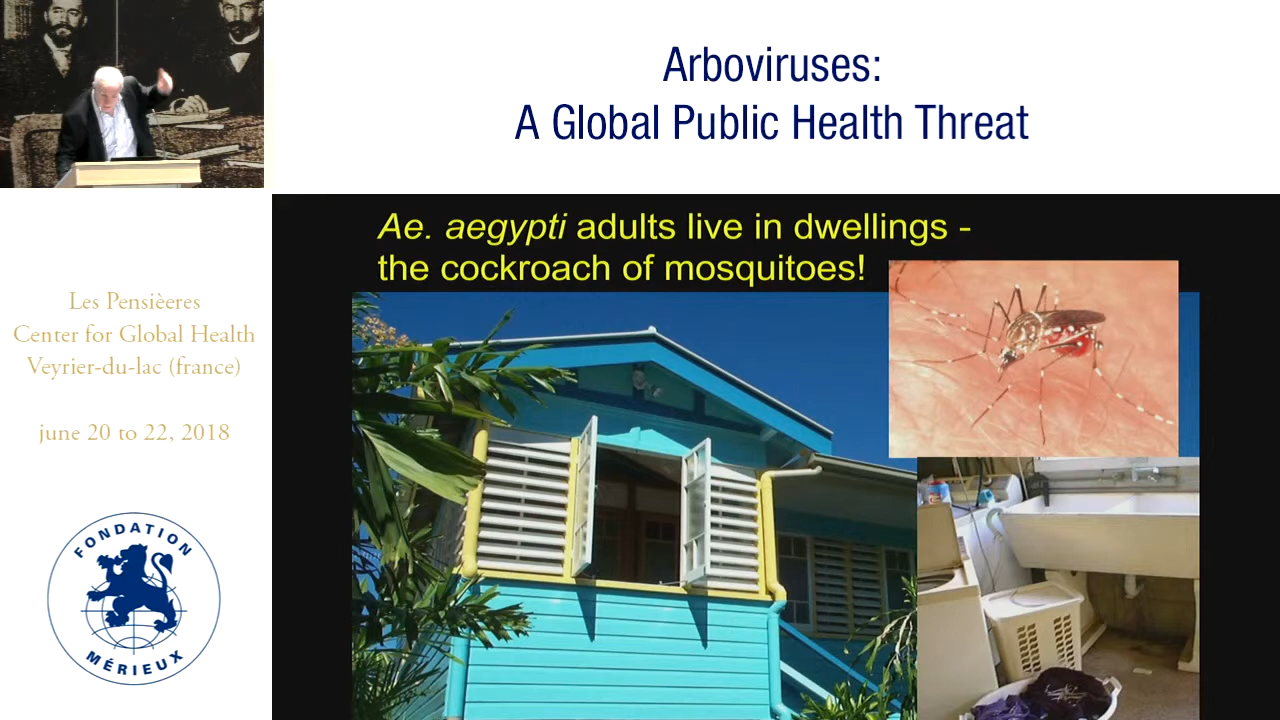 Arboviruses:
A Global Public Health Threat
Ae. aegypti adults live in dwellings -
the cockroach of mosquitoes!
Les Pensièeres
Center for Global Health
Veyrier-du-lac (france)
june 20 to 22, 2018
FONDATION
MÉRIEUX